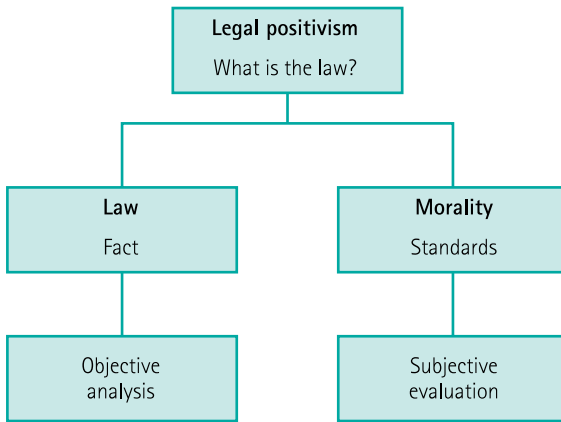 Legal positivism
What is the law?
Law
Fact
Morality
Standards
Objective
analysis
Subjective
evaluation